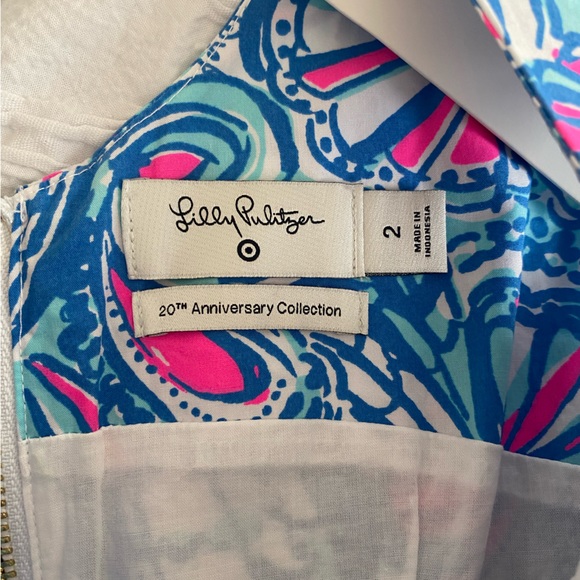 Lilly Pulitzer
2
MADE IN
INDONESIA
20TH Anniversary Collection